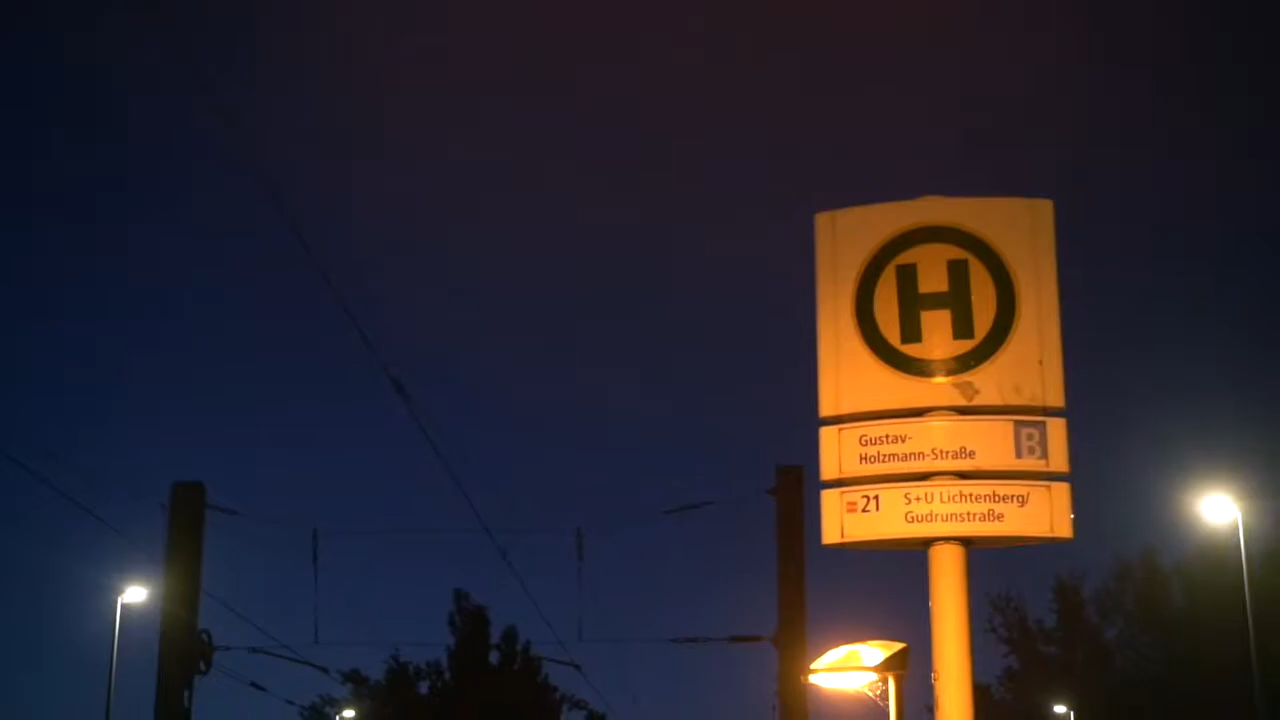 H
Gustav-
Holzmann-Straße
B
21
S+U Lichtenberg/
Gudrunstraße